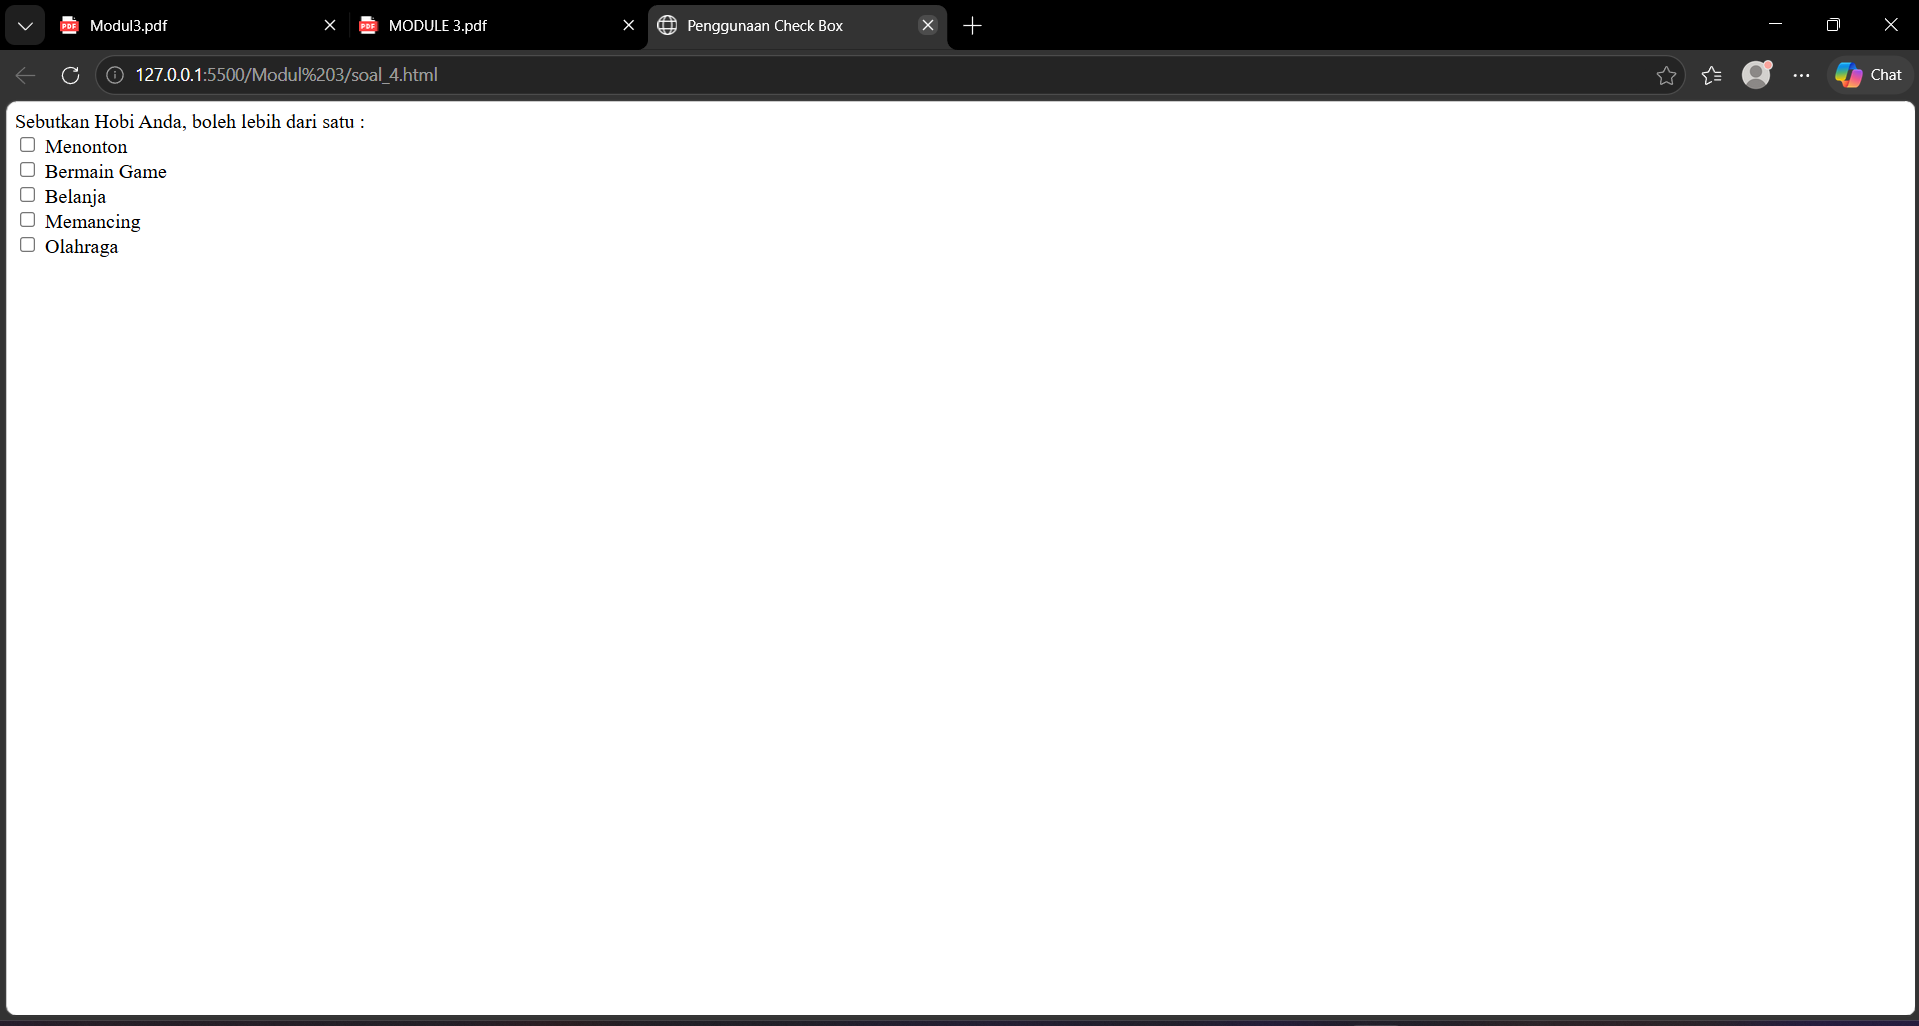 Modul3.pdf
MODULE 3.pdf
Penggunaan Check Box
127.0.0.1:5500/Modul%203/soal_4.html
Chat
Sebutkan Hobi Anda, boleh lebih dari satu :
Menonton
Bermain Game
Belanja
Memancing
Olahraga